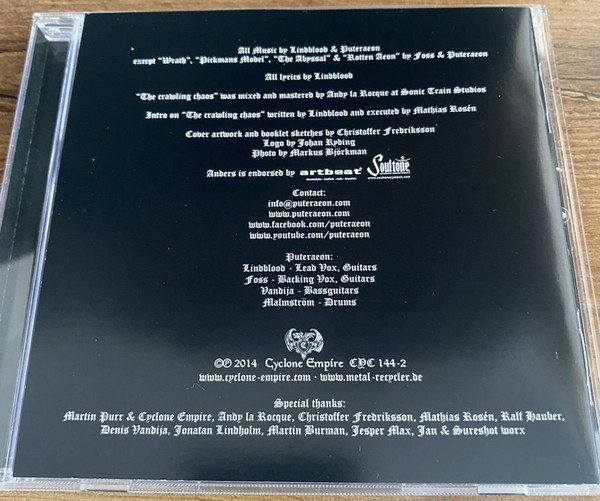 All Music by Lindblood & Puteraeon
except "Wrath", "Pickmans Model", "The Abyssal" & "Rotten Aeon" by Foss & Puteraeon
All lyrics by Lindblood
"The crawling chaos" was mixed and mastered by Andy la Rocque at Sonic Train Studios
Intro on "The crawling chaos" written by Lindblood and executed by Mathias Rosén
Cover artwork and booklet sketches by Christoffer Fredriksson
Logo by Johan Ryding
Photo by Markus Björkman
Anders is endorsed by artbeat Soultone
www.soultonecymbals.com
Contact:
info@puteraeon.com
www.puteraeon.com
www.facebook.com/puteraeon
www.youtube.com/puteraeon
Puteraeon:
Lindblood - Lead Vox, Guitars
Foss - Backing Vox, Guitars
Vandija - Bassguitars
Malmström - Drums
©℗ 2014 Cyclone Empire CYC 144-2
www.cyclone-empire.com · www.metal-recycler.de
Special thanks:
Martin Purr & Cyclone Empire, Andy la Rocque, Christoffer Fredriksson, Mathias Rosén, Ralf Hauber,
Denis Vandija, Jonatan Lindholm, Martin Burman, Jesper Max, Jan & Sureshot worx